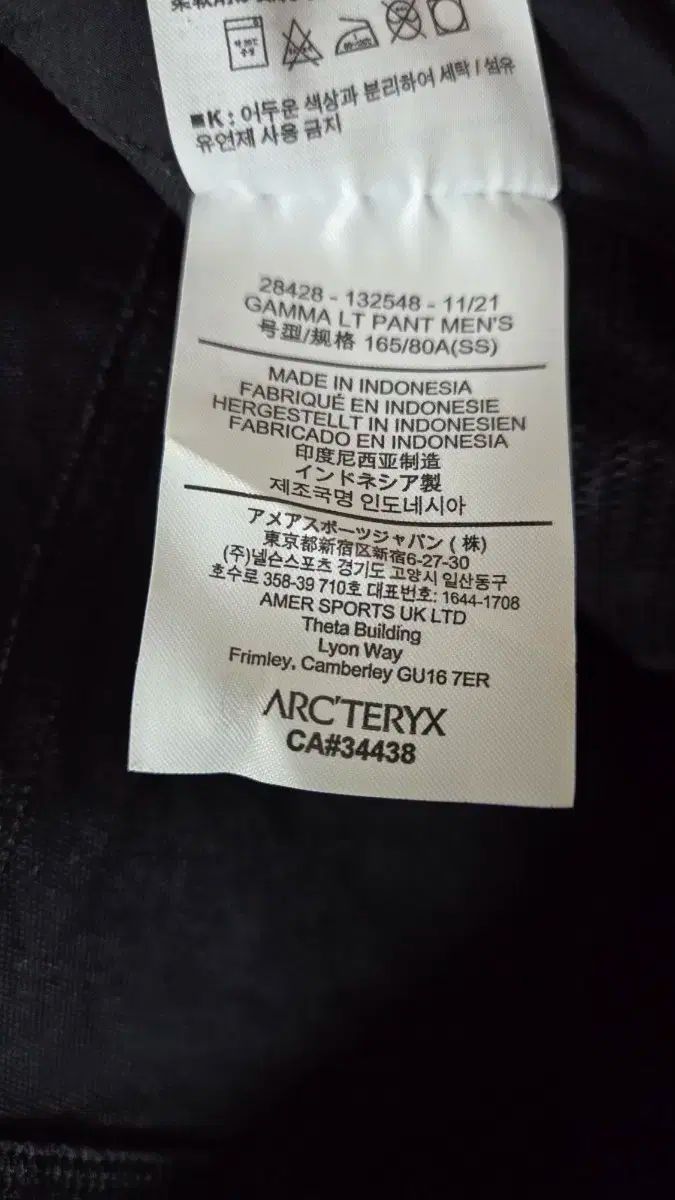 ■K : 어두운 색상과 분리하여 세탁 / 섬유
유연제 사용 금지
28428 - 132548 - 11/21
GAMMA LT PANT MEN'S
号型/规格 165/80A(SS)
MADE IN INDONESIA
FABRIQUÉ EN INDONESIE
HERGESTELLT IN INDONESIEN
FABRICADO EN INDONESIA
印度尼西亚制造
インドネシア製
제조국명 인도네시아
アメアスポーツジャパン ( 株)
東京都新宿区新宿6-27-30
(주)넬슨스포츠 경기도 고양시 일산동구
호수로 358-39 710호 대표번호: 1644-1708
AMER SPORTS UK LTD
Theta Building
Lyon Way
Frimley, Camberley GU16 7ER
ARC'TERYX
CA#34438